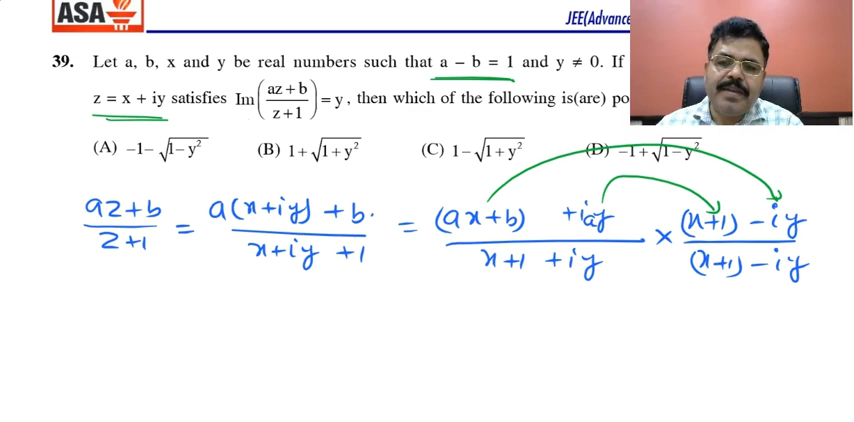 ASA
JEE(Advance
39. Let a, b, x and y be real numbers such that a − b = 1 and y ≠ 0. If
z = x + iy satisfies Im((az + b)/(z + 1)) = y, then which of the following is(are) po
(A) −1−√(1−y²) (B) 1+√(1+y²) (C) 1−√(1+y²) (D) −1+√(1−y²)
(az+b)/(z+1) = (a(x+iy)+b.)/(x+iy+1) = ((ax+b) +iay)/(x+1 +iy) × ((x+1) −iy)/((x+1) −iy)